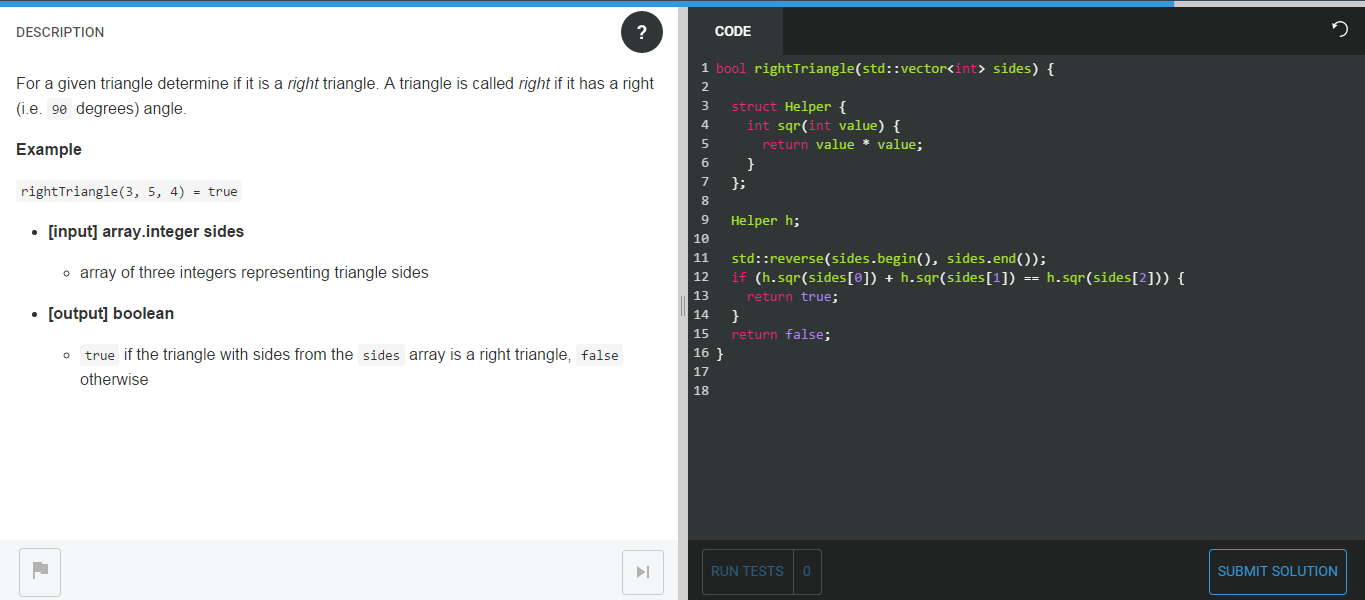 DESCRIPTION
?
For a given triangle determine if it is a right triangle. A triangle is called right if it has a right
(i.e. 90 degrees) angle.
Example
rightTriangle(3, 5, 4) = true
• [input] array.integer sides
◦ array of three integers representing triangle sides
• [output] boolean
◦ true if the triangle with sides from the sides array is a right triangle, false
otherwise
CODE
1 bool rightTriangle(std::vector<int> sides) {
2
3   struct Helper {
4     int sqr(int value) {
5       return value * value;
6     }
7   };
8
9   Helper h;
10
11   std::reverse(sides.begin(), sides.end());
12   if (h.sqr(sides[0]) + h.sqr(sides[1]) == h.sqr(sides[2])) {
13     return true;
14   }
15   return false;
16 }
17
18
RUN TESTS 0
SUBMIT SOLUTION